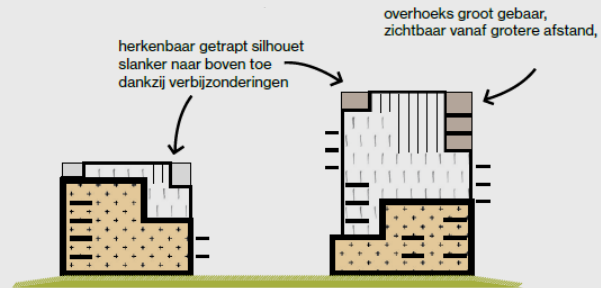 overhoeks groot gebaar,
zichtbaar vanaf grotere afstand,
herkenbaar getrapt silhouet
slanker naar boven toe
dankzij verbijzonderingen